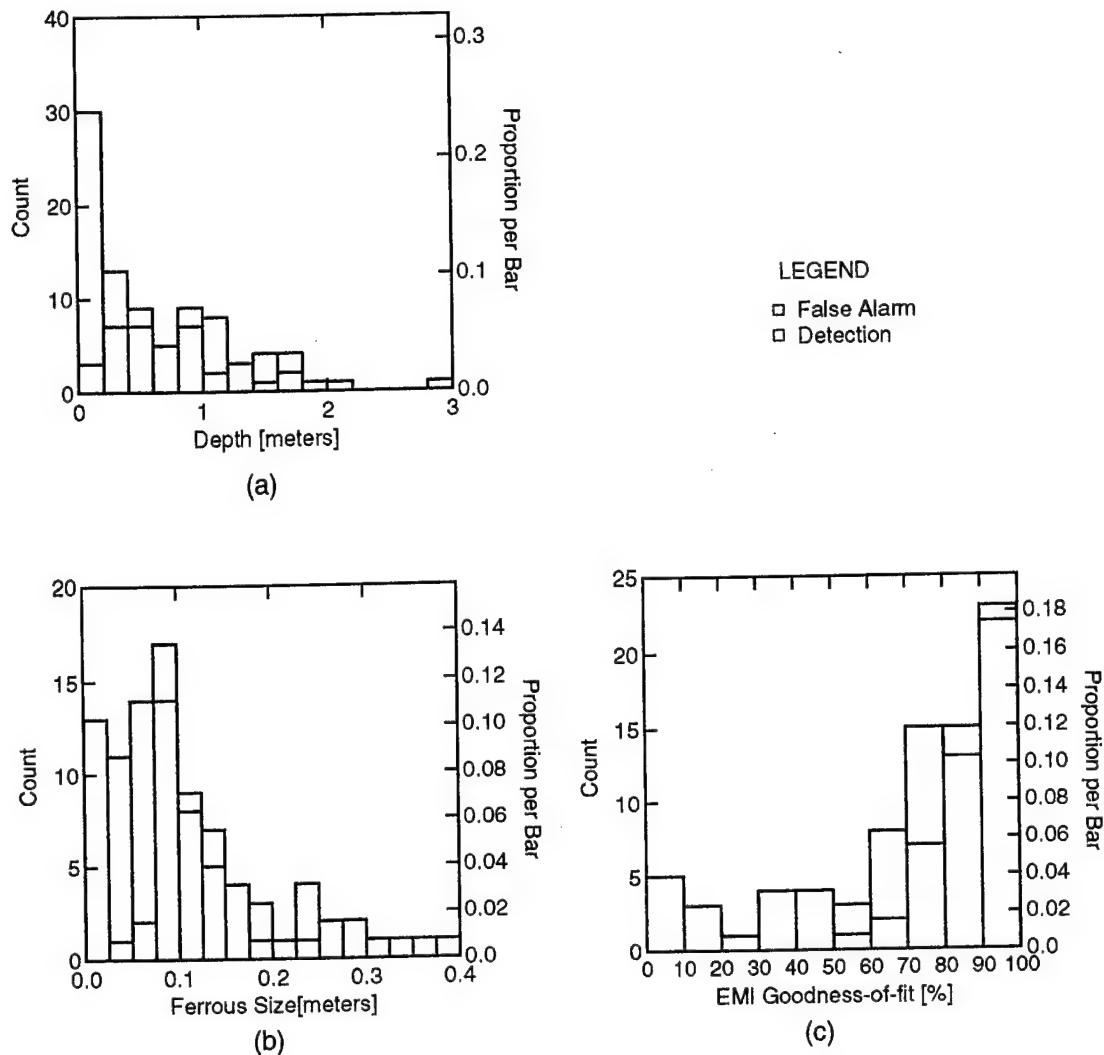 40
30
20
10
0
Count
0.3
0.2
0.1
0.0
Proportion per Bar
0 1 2 3
Depth [meters]
(a)
LEGEND
False Alarm
Detection
20
15
10
5
0
Count
0.14
0.12
0.10
0.08
0.06
0.04
0.02
0.00
Proportion per Bar
0.0 0.1 0.2 0.3 0.4
Ferrous Size[meters]
(b)
25
20
15
10
5
0
Count
0.18
0.16
0.14
0.12
0.10
0.08
0.06
0.04
0.02
0.0
Proportion per Bar
0 10 20 30 40 50 60 70 80 90 100
EMI Goodness-of-fit [%]
(c)